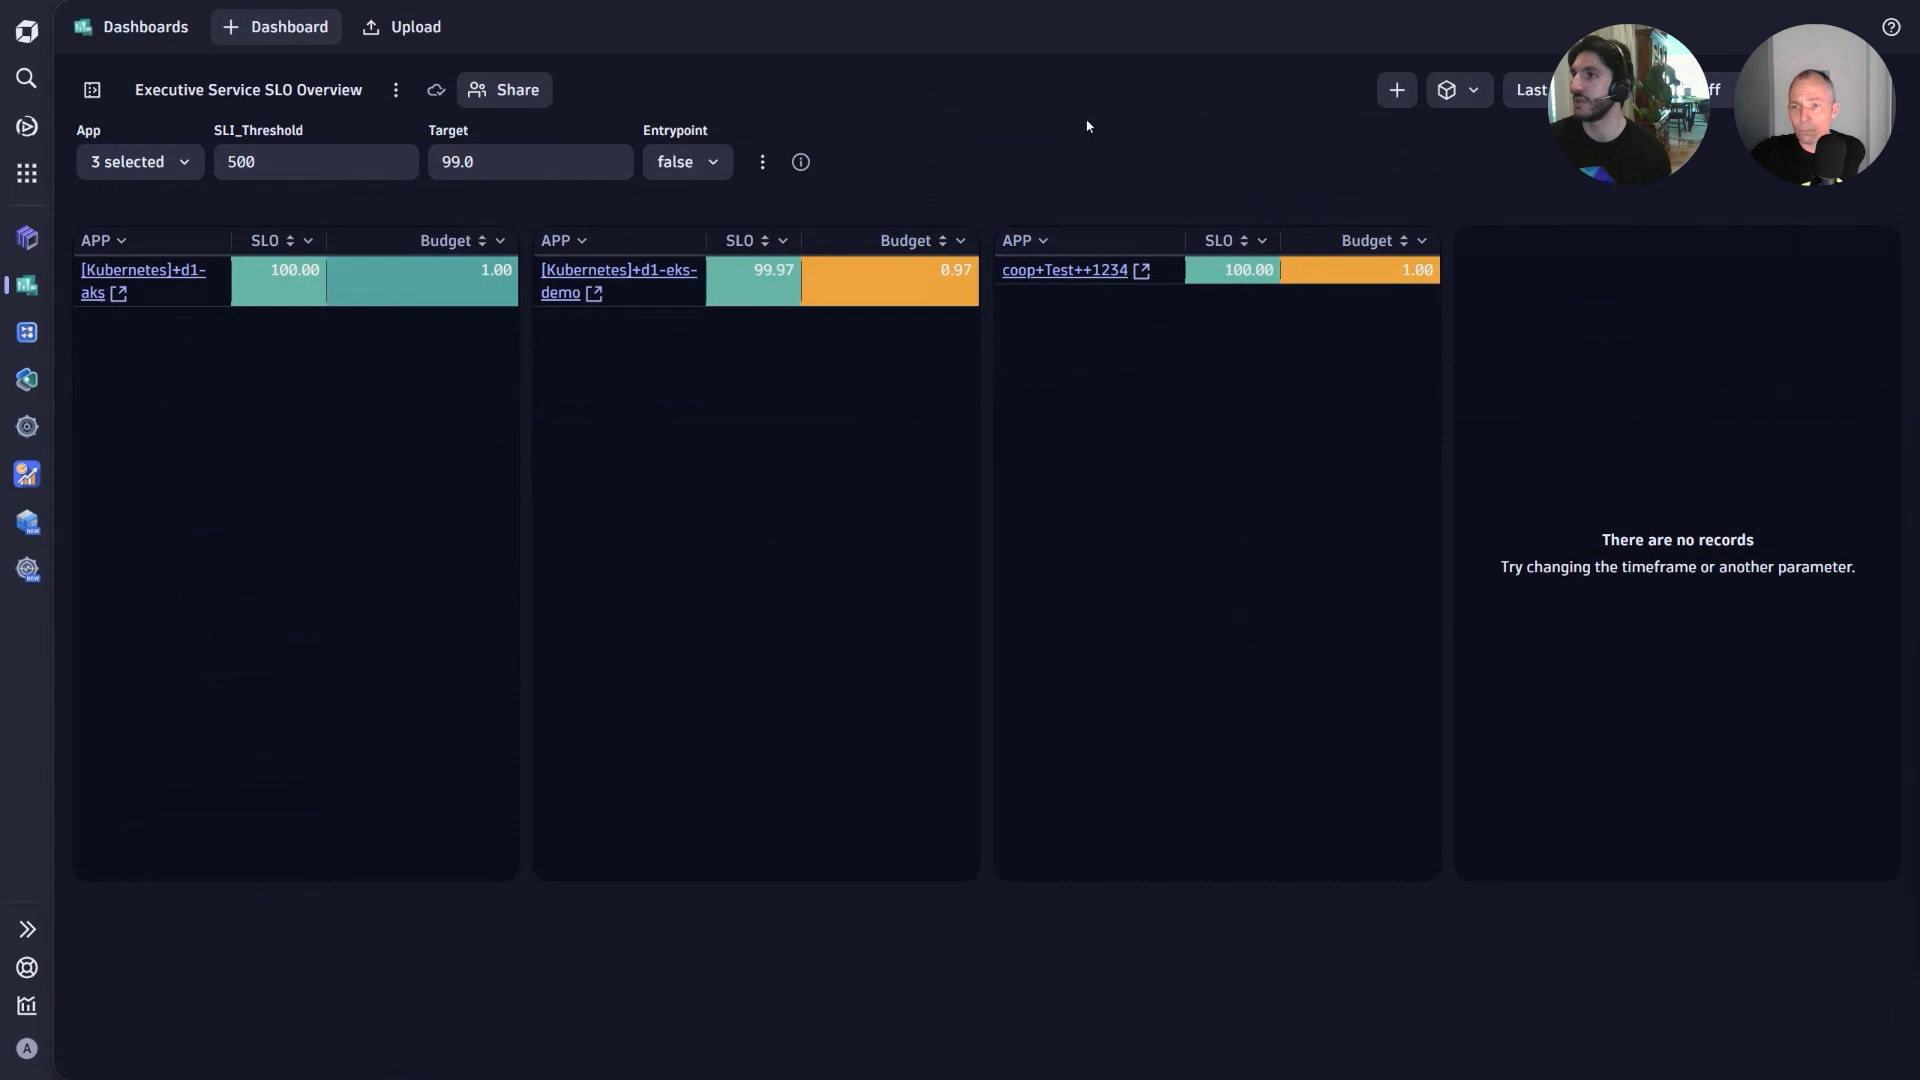 Dashboards
Dashboard
Upload
Executive Service SLO Overview
Share
Last
ff
App
SLI_Threshold
Target
Entrypoint
3 selected
500
99.0
false
APP
SLO
Budget
[Kubernetes]+d1-
aks
100.00
1.00
APP
SLO
Budget
[Kubernetes]+d1-eks-
demo
99.97
0.97
APP
SLO
Budget
coop+Test++1234
100.00
1.00
There are no records
Try changing the timeframe or another parameter.
NEW
NEW
A